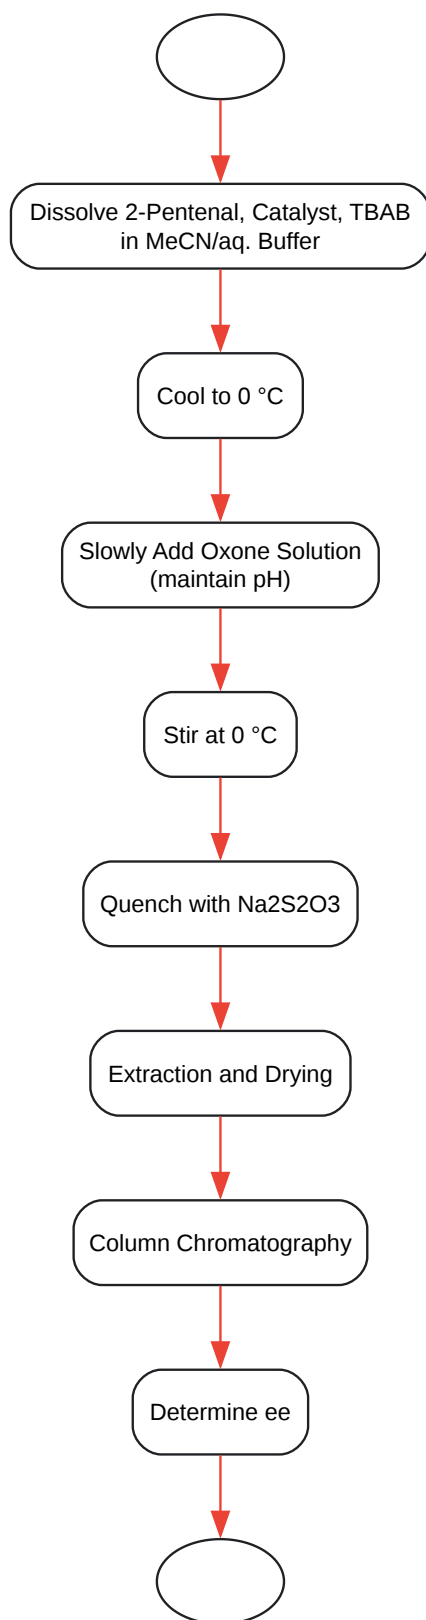 Dissolve 2-Pentenal, Catalyst, TBAB
in MeCN/aq. Buffer
Cool to 0 °C
Slowly Add Oxone Solution
(maintain pH)
Stir at 0 °C
Quench with Na2S2O3
Extraction and Drying
Column Chromatography
Determine ee